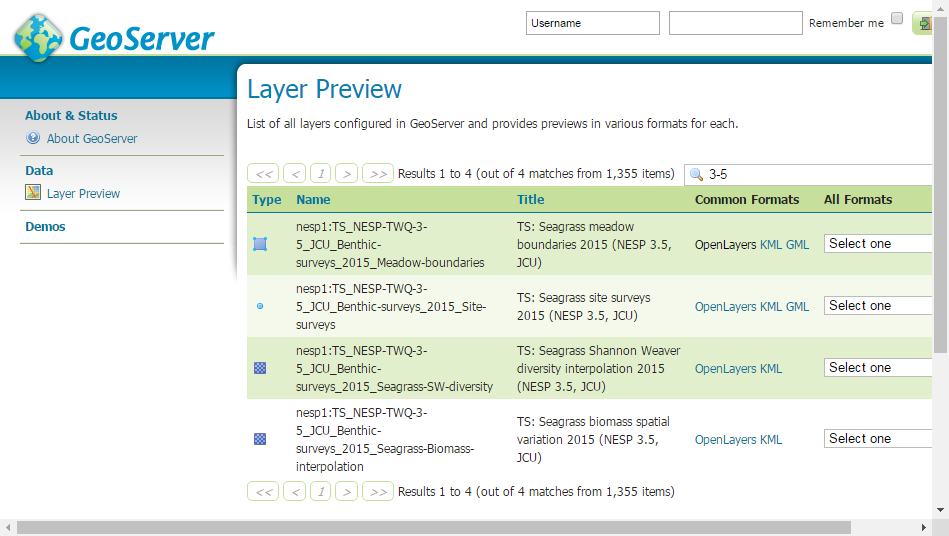 GeoServer
Username
Remember me
About & Status
About GeoServer
Data
Layer Preview
Demos
Layer Preview
List of all layers configured in GeoServer and provides previews in various formats for each.
<< < 1 > >> Results 1 to 4 (out of 4 matches from 1,355 items) 3-5
Type Name Title Common Formats All Formats
nesp1:TS_NESP-TWQ-3-
5_JCU_Benthic-
surveys_2015_Meadow-boundaries
TS: Seagrass meadow
boundaries 2015 (NESP 3.5,
JCU)
OpenLayers KML GML
Select one
nesp1:TS_NESP-TWQ-3-
5_JCU_Benthic-surveys_2015_Site-
surveys
TS: Seagrass site surveys
2015 (NESP 3.5, JCU)
OpenLayers KML GML
Select one
nesp1:TS_NESP-TWQ-3-
5_JCU_Benthic-
surveys_2015_Seagrass-SW-diversity
TS: Seagrass Shannon Weaver
diversity interpolation 2015
(NESP 3.5, JCU)
OpenLayers KML
Select one
nesp1:TS_NESP-TWQ-3-
5_JCU_Benthic-
surveys_2015_Seagrass-Biomass-
interpolation
TS: Seagrass biomass spatial
variation 2015 (NESP 3.5,
JCU)
OpenLayers KML
Select one
<< < 1 > >> Results 1 to 4 (out of 4 matches from 1,355 items)